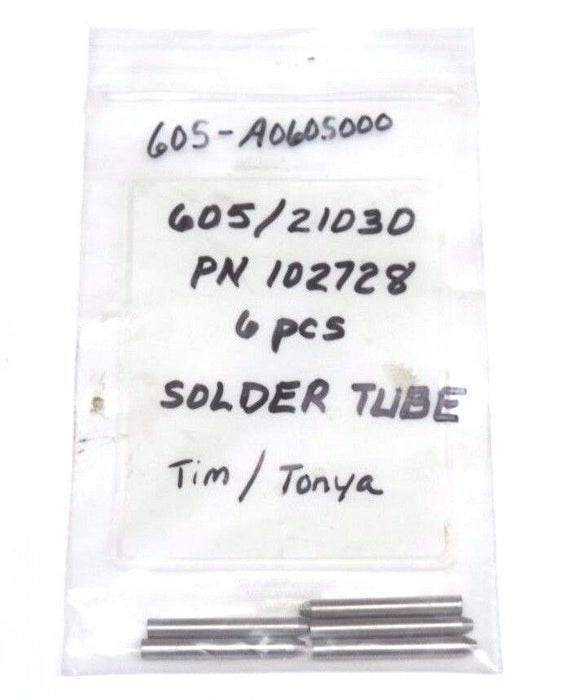 605-A0605000
605/21030
PN 102728
6 pcs
SOLDER TUBE
Tim / Tonya